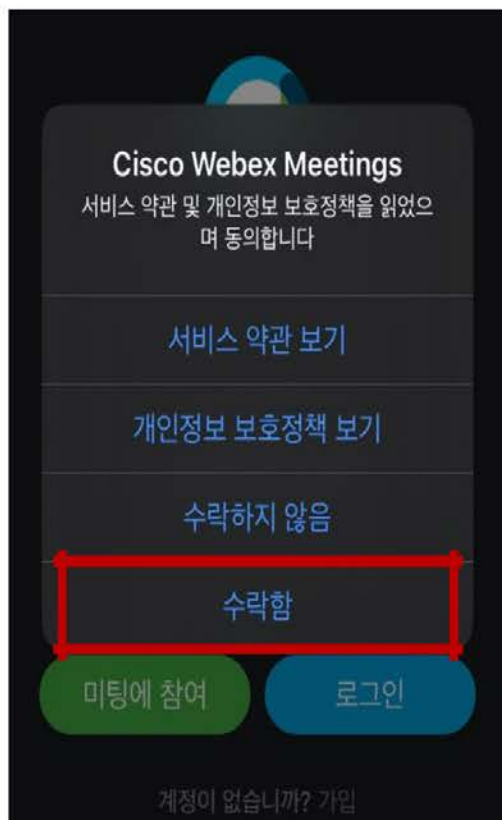 Cisco Webex Meetings
서비스 약관 및 개인정보 보호정책을 읽었으
며 동의합니다
서비스 약관 보기
개인정보 보호정책 보기
수락하지 않음
수락함
미팅에 참여
로그인
계정이 없습니까? 가입